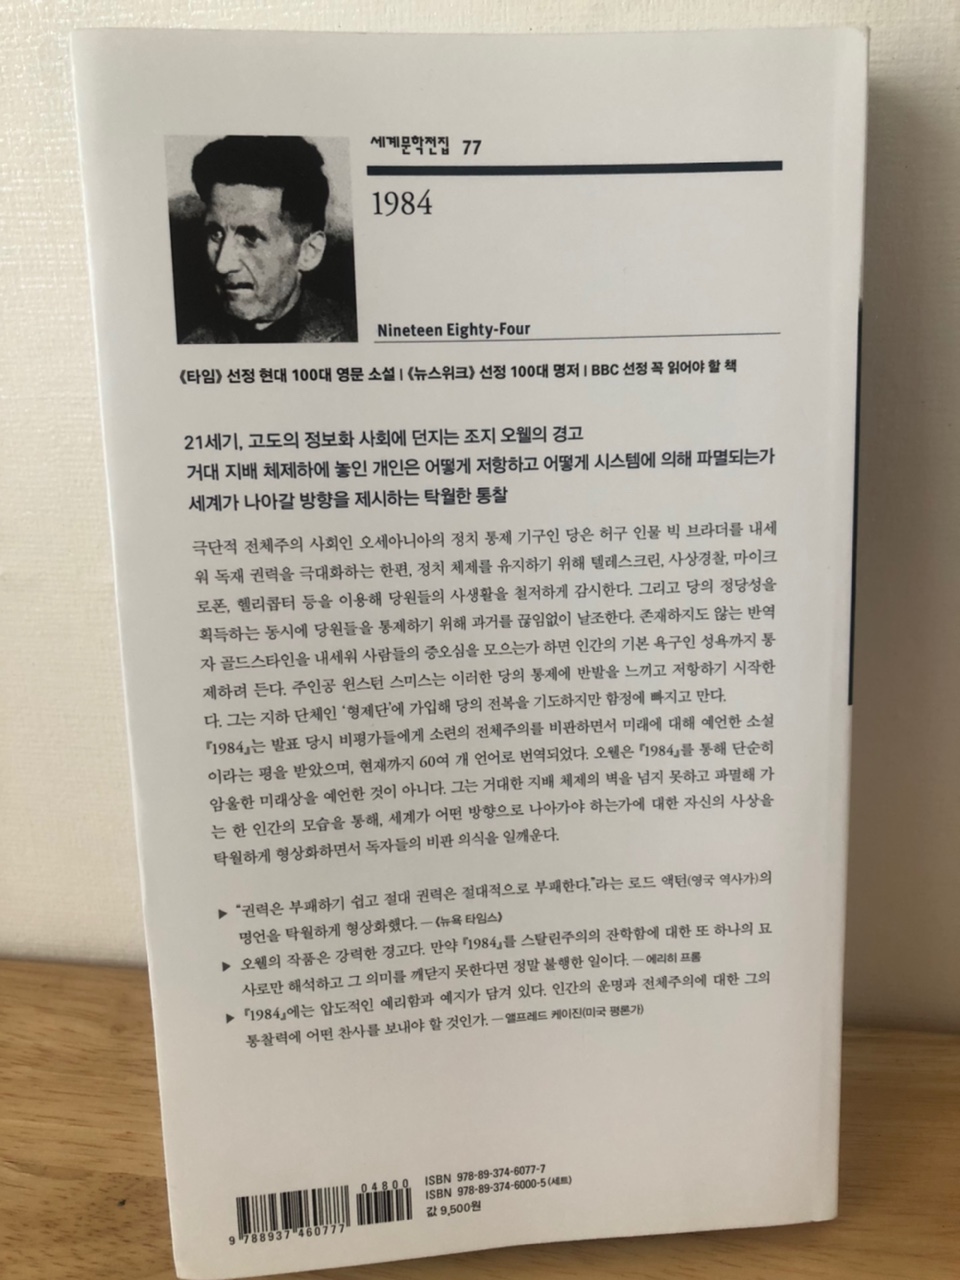 세계문학전집 77
1984
Nineteen Eighty-Four
《타임》 선정 현대 100대 영문 소설 | 《뉴스위크》 선정 100대 명저 | BBC 선정 꼭 읽어야 할 책
21세기, 고도의 정보화 사회에 던지는 조지 오웰의 경고
거대 지배 체제하에 놓인 개인은 어떻게 저항하고 어떻게 시스템에 의해 파멸되는가
세계가 나아갈 방향을 제시하는 탁월한 통찰
극단적 전체주의 사회인 오세아니아의 정치 통제 기구인 당은 허구 인물 빅 브라더를 내세
워 독재 권력을 극대화하는 한편, 정치 체제를 유지하기 위해 텔레스크린, 사상경찰, 마이크
로폰, 헬리콥터 등을 이용해 당원들의 사생활을 철저하게 감시한다. 그리고 당의 정당성을
획득하는 동시에 당원들을 통제하기 위해 과거를 끊임없이 날조한다. 존재하지도 않는 반역
자 골드스타인을 내세워 사람들의 증오심을 모으는가 하면 인간의 기본 욕구인 성욕까지 통
제하려 든다. 주인공 윈스턴 스미스는 이러한 당의 통제에 반발을 느끼고 저항하기 시작한
다. 그는 지하 단체인 ‘형제단’에 가입해 당의 전복을 기도하지만 함정에 빠지고 만다.
『1984』는 발표 당시 비평가들에게 소련의 전체주의를 비판하면서 미래에 대해 예언한 소설
이라는 평을 받았으며, 현재까지 60여 개 언어로 번역되었다. 오웰은 『1984』를 통해 단순히
암울한 미래상을 예언한 것이 아니다. 그는 거대한 지배 체제의 벽을 넘지 못하고 파멸해 가
는 한 인간의 모습을 통해, 세계가 어떤 방향으로 나아가야 하는가에 대한 자신의 사상을
탁월하게 형상화하면서 독자들의 비판 의식을 일깨운다.
▶ “권력은 부패하기 쉽고 절대 권력은 절대적으로 부패한다.”라는 로드 액턴(영국 역사가)의
명언을 탁월하게 형상화했다. —《뉴욕 타임스》
▶ 오웰의 작품은 강력한 경고다. 만약 『1984』를 스탈린주의의 잔학함에 대한 또 하나의 묘
사로만 해석하고 그 의미를 깨닫지 못한다면 정말 불행한 일이다. — 에리히 프롬
▶ 『1984』에는 압도적인 예리함과 예지가 담겨 있다. 인간의 운명과 전체주의에 대한 그의
통찰력에 어떤 찬사를 보내야 할 것인가. — 앨프레드 케이진(미국 평론가)
04800
9 788937 460777
ISBN 978-89-374-6077-7
ISBN 978-89-374-6000-5 (세트)
값 9,500원